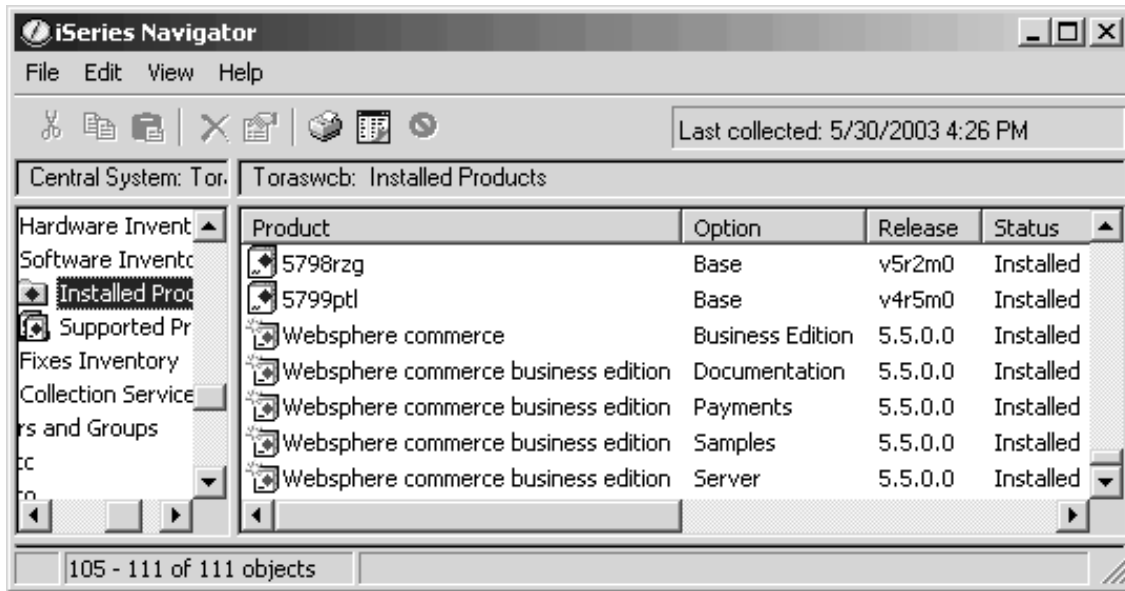 iSeries Navigator
File Edit View Help
Last collected: 5/30/2003 4:26 PM
Central System: Tor.
Toraswcb: Installed Products
Hardware Invent
Software Invento
Installed Proc
Supported Pr
Fixes Inventory
Collection Service
rs and Groups
Product Option Release Status
5798rzg Base v5r2m0 Installed
5799ptl Base v4r5m0 Installed
Websphere commerce Business Edition 5.5.0.0 Installed
Websphere commerce business edition Documentation 5.5.0.0 Installed
Websphere commerce business edition Payments 5.5.0.0 Installed
Websphere commerce business edition Samples 5.5.0.0 Installed
Websphere commerce business edition Server 5.5.0.0 Installed
105 - 111 of 111 objects